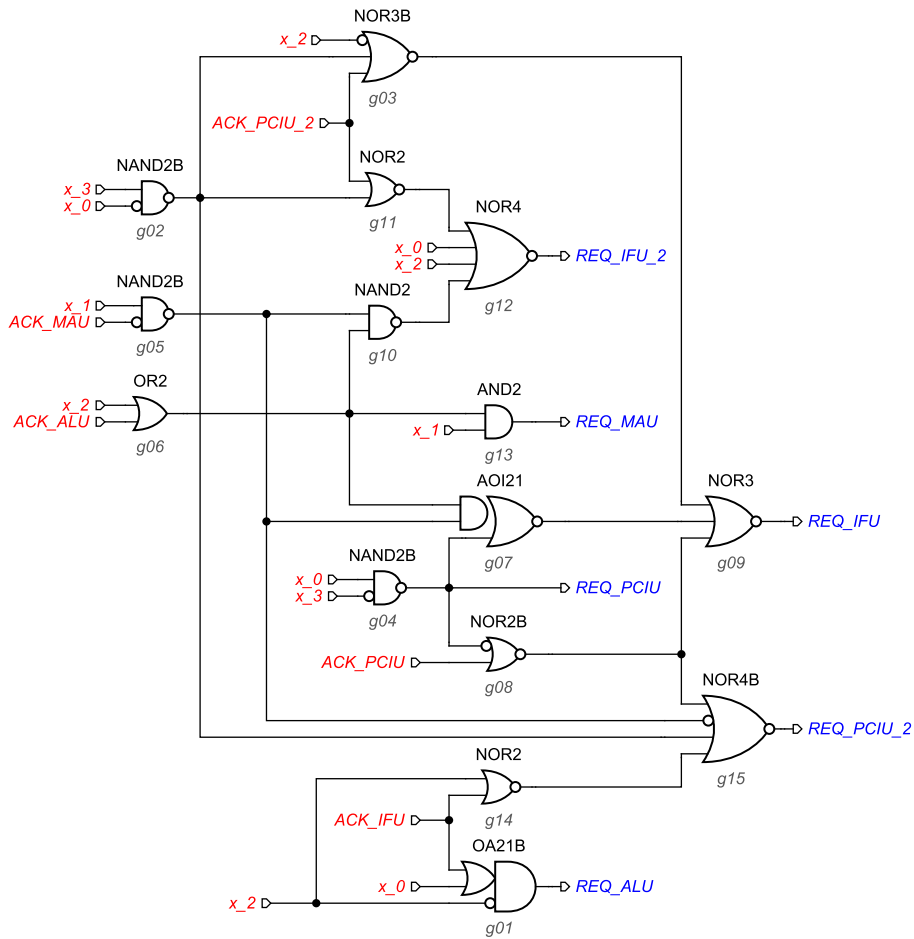 NOR3B
x_2
g03
ACK_PCIU_2
NAND2B
x_3
x_0
g02
NOR2
g11
NOR4
x_0
x_2
REQ_IFU_2
g12
NAND2B
x_1
ACK_MAU
g05
NAND2
g10
OR2
x_2
ACK_ALU
g06
AND2
x_1
REQ_MAU
g13
AOI21
g07
NOR3
REQ_IFU
g09
NAND2B
x_0
x_3
REQ_PCIU
g04
NOR2B
ACK_PCIU
g08
NOR4B
REQ_PCIU_2
g15
NOR2
g14
ACK_IFU
OA21B
x_0
REQ_ALU
x_2
g01